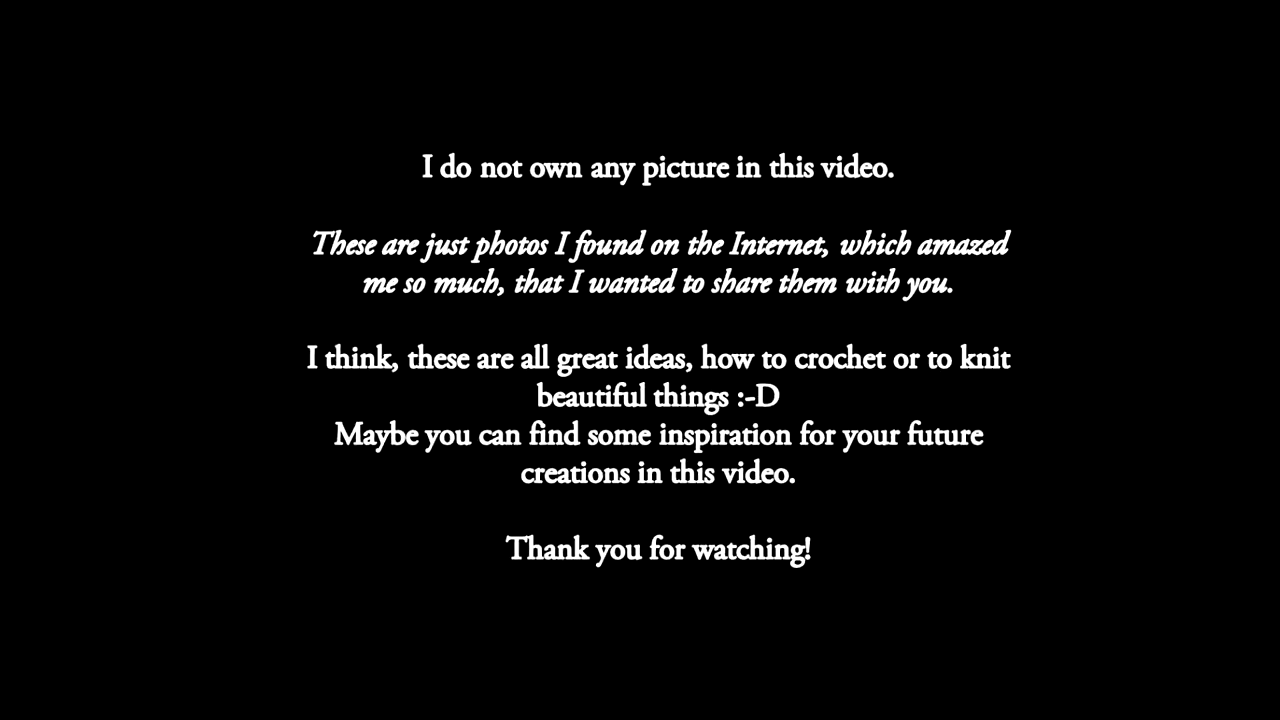 I do not own any picture in this video.
These are just photos I found on the Internet, which amazed
me so much, that I wanted to share them with you.
I think, these are all great ideas, how to crochet or to knit
beautiful things :-D
Maybe you can find some inspiration for your future
creations in this video.
Thank you for watching!